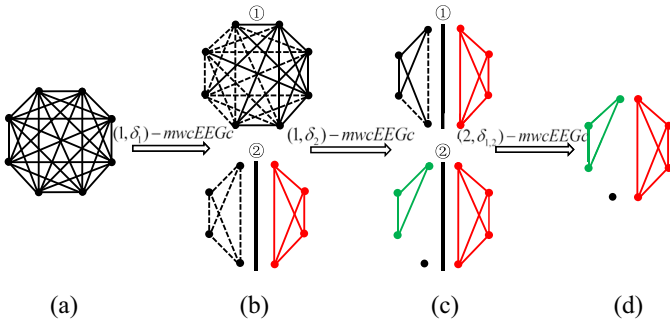 ① ①
(1, δ₁) − mwcEEGc (1, δ₂) − mwcEEGc (2, δ₁,₂) − mwcEEGc
② ②
(a) (b) (c) (d)